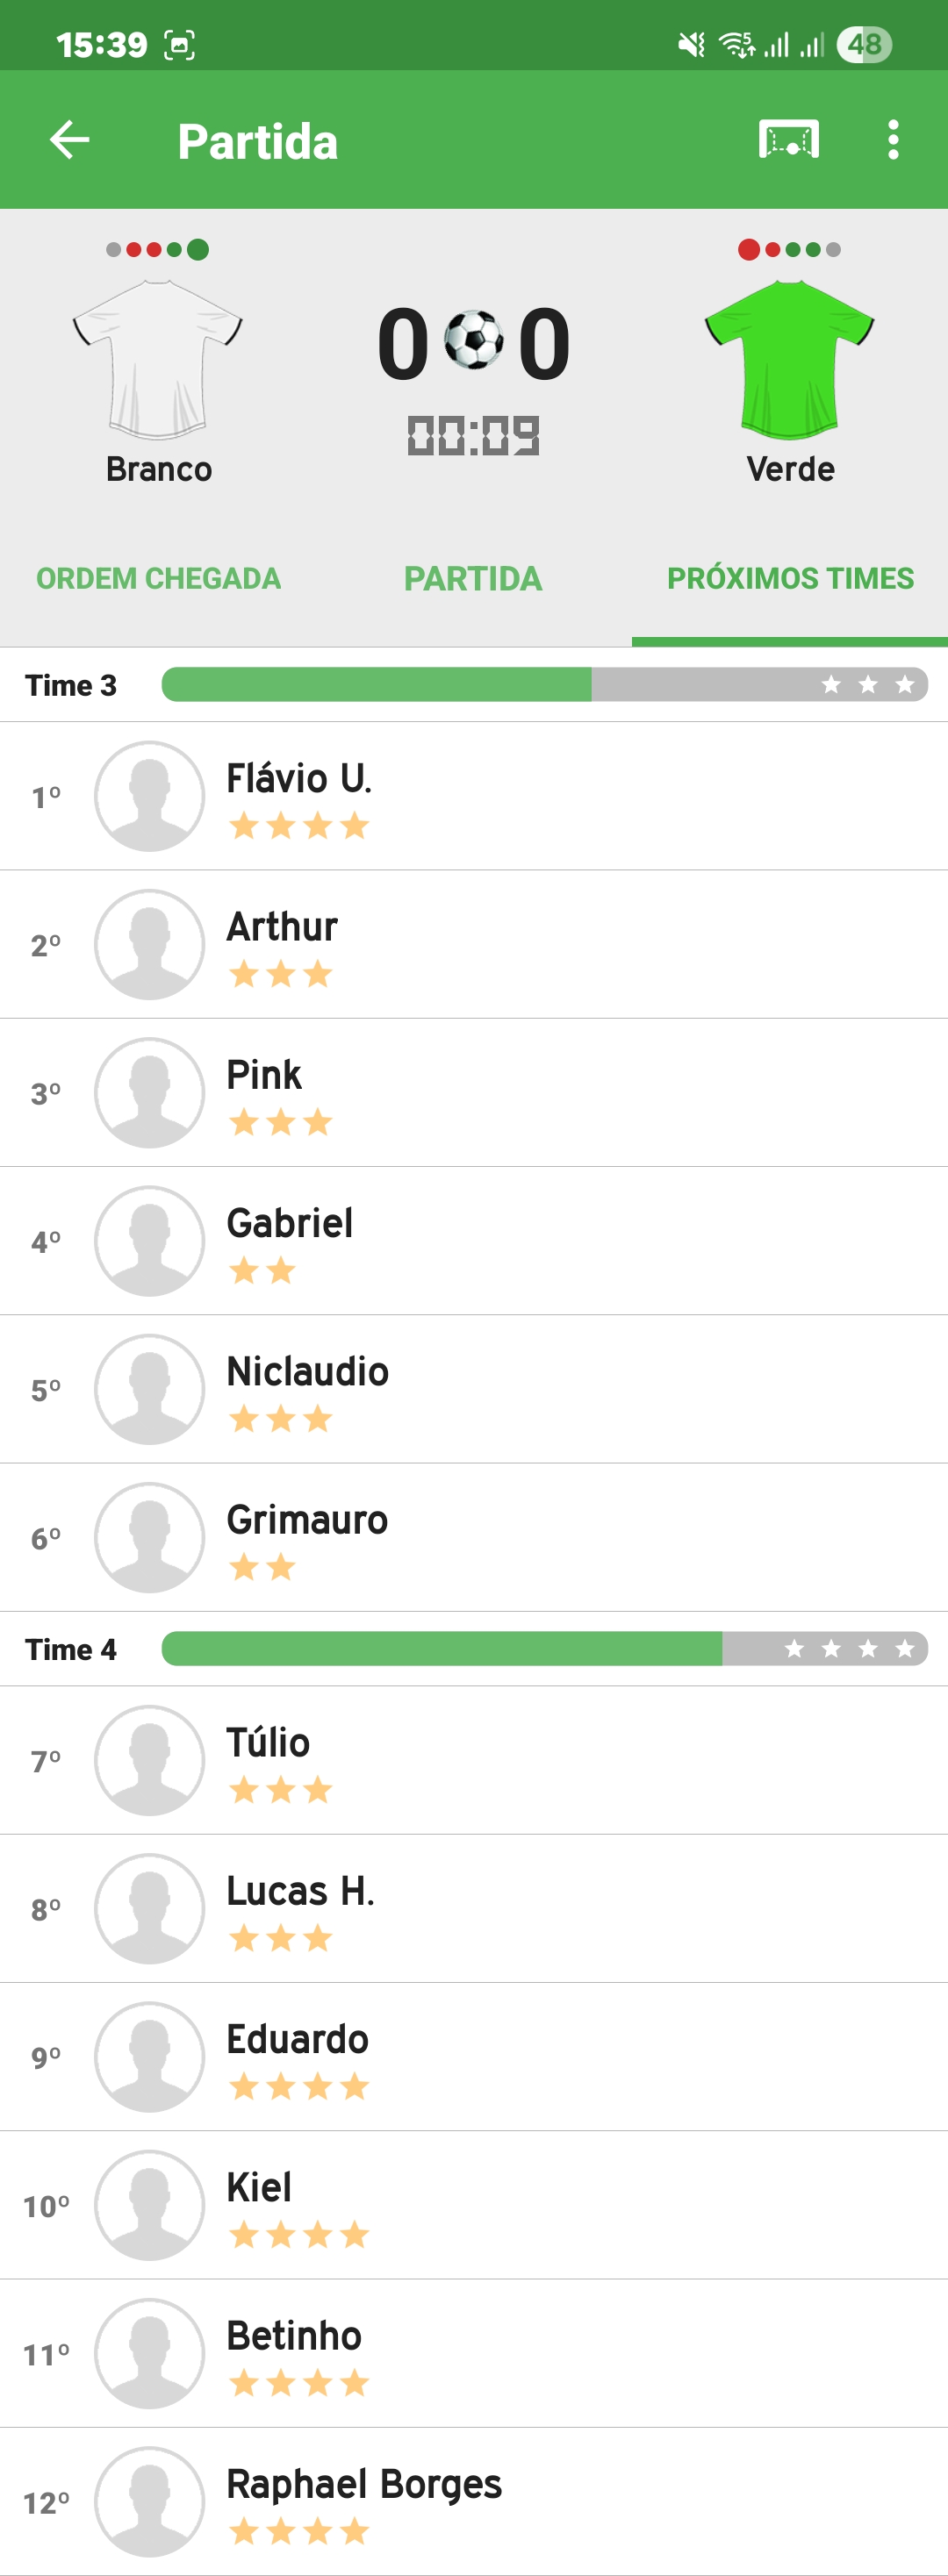 15:39
5
48
Partida
0 0
00:09
Branco
Verde
ORDEM CHEGADA
PARTIDA
PRÓXIMOS TIMES
Time 3
1º
Flávio U.
2º
Arthur
3º
Pink
4º
Gabriel
5º
Niclaudio
6º
Grimauro
Time 4
7º
Túlio
8º
Lucas H.
9º
Eduardo
10º
Kiel
11º
Betinho
12º
Raphael Borges